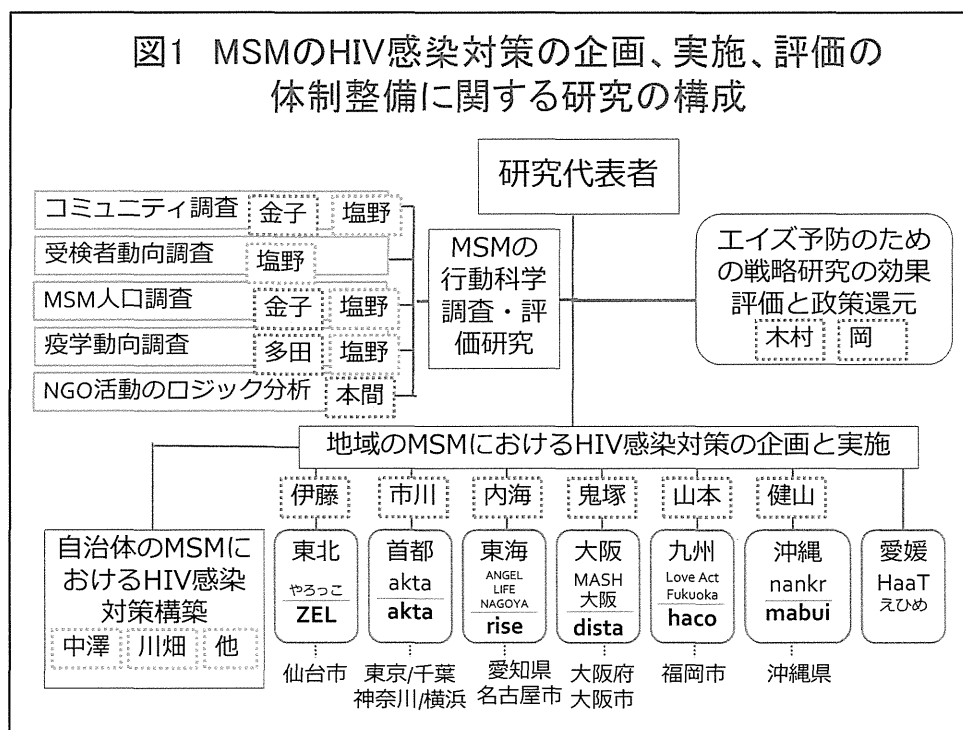 図1 MSMのHIV感染対策の企画、実施、評価の
体制整備に関する研究の構成
研究代表者
コミュニティ調査 金子 塩野
受検者動向調査 塩野
MSM人口調査 金子 塩野
疫学動向調査 多田 塩野
NGO活動のロジック分析 本間
MSMの
行動科学
調査・評
価研究
エイズ予防のため
の戦略研究の効果
評価と政策還元
木村 岡
地域のMSMにおけるHIV感染対策の企画と実施
伊藤 市川 内海 鬼塚 山本 健山
自治体のMSMに
おけるHIV感染
対策構築
中澤 川畑 他
東北
やろっこ
ZEL
仙台市
首都
akta
akta
東京/千葉
神奈川/横浜
東海
ANGEL
LIFE
NAGOYA
rise
愛知県
名古屋市
大阪
MASH
大阪
dista
大阪府
大阪市
九州
Love Act
Fukuoka
haco
福岡市
沖縄
nankr
mabui
沖縄県
愛媛
HaaT
えひめ